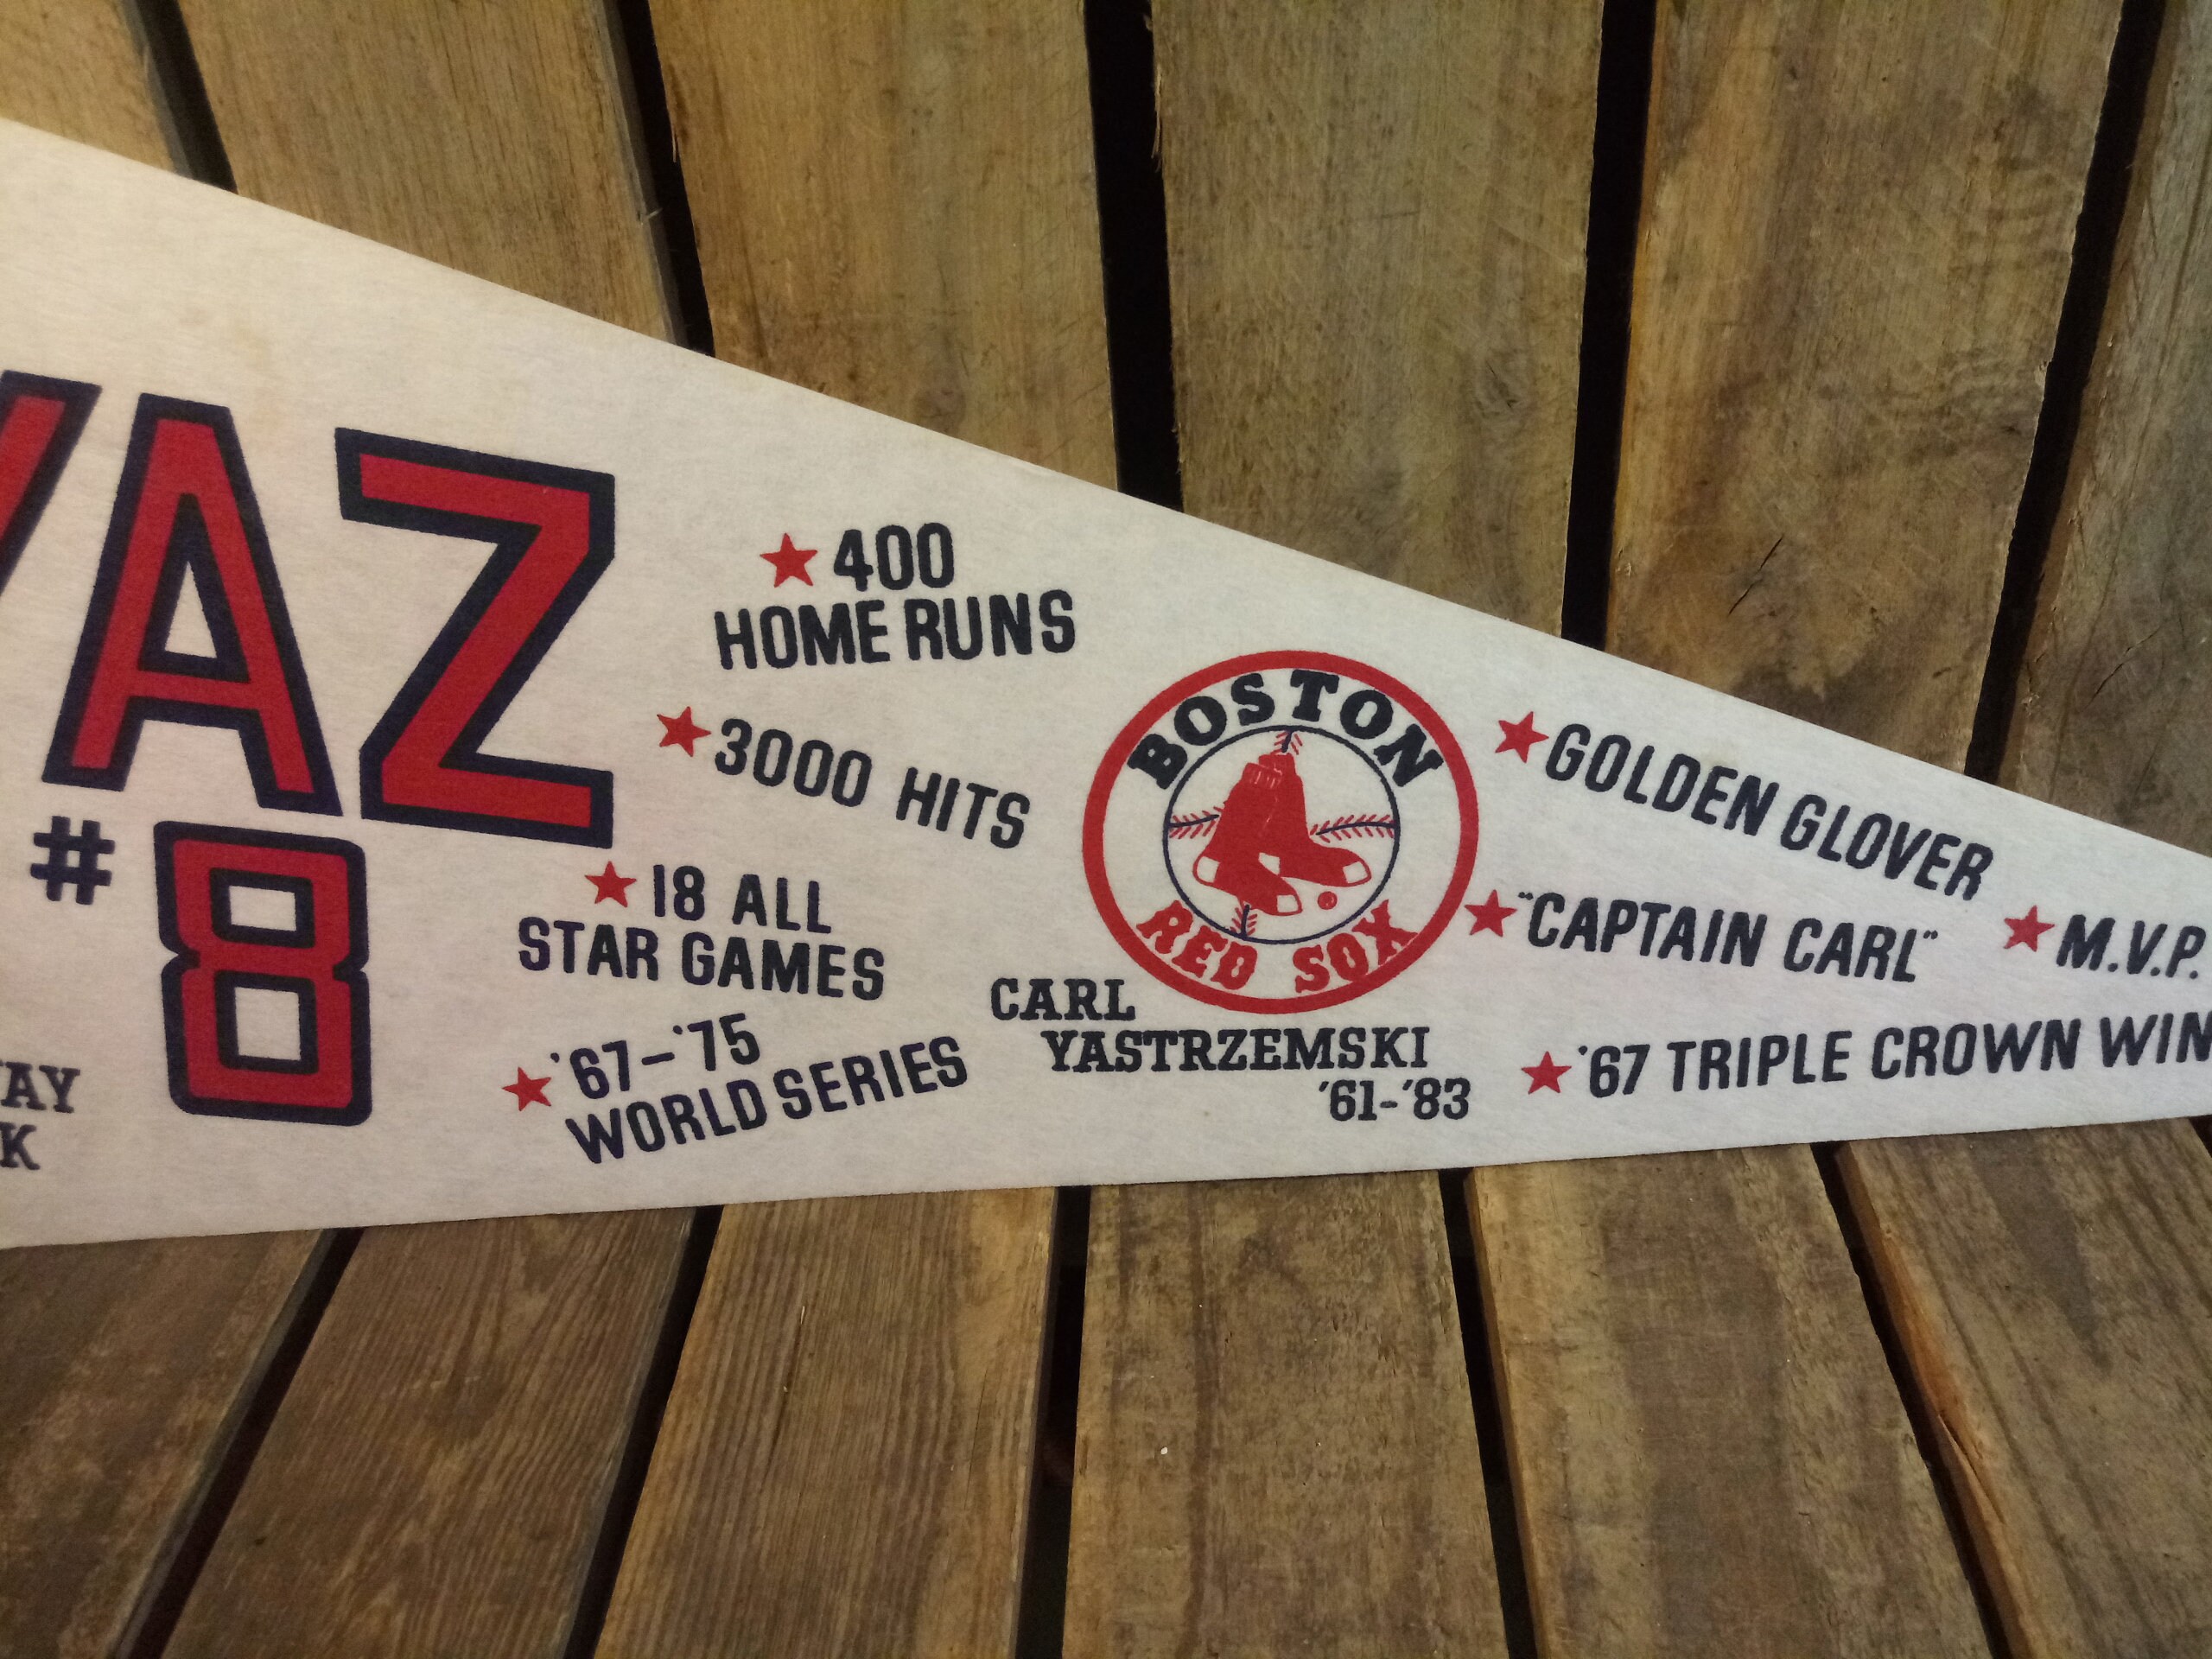 YAZ
#8
AY
K
400
HOME RUNS
3000 HITS
18 ALL
STAR GAMES
'67-'75
WORLD SERIES
BOSTON
RED SOX
CARL
YASTRZEMSKI
'61-'83
GOLDEN GLOVER
"CAPTAIN CARL"
M.V.P.
'67 TRIPLE CROWN WIN